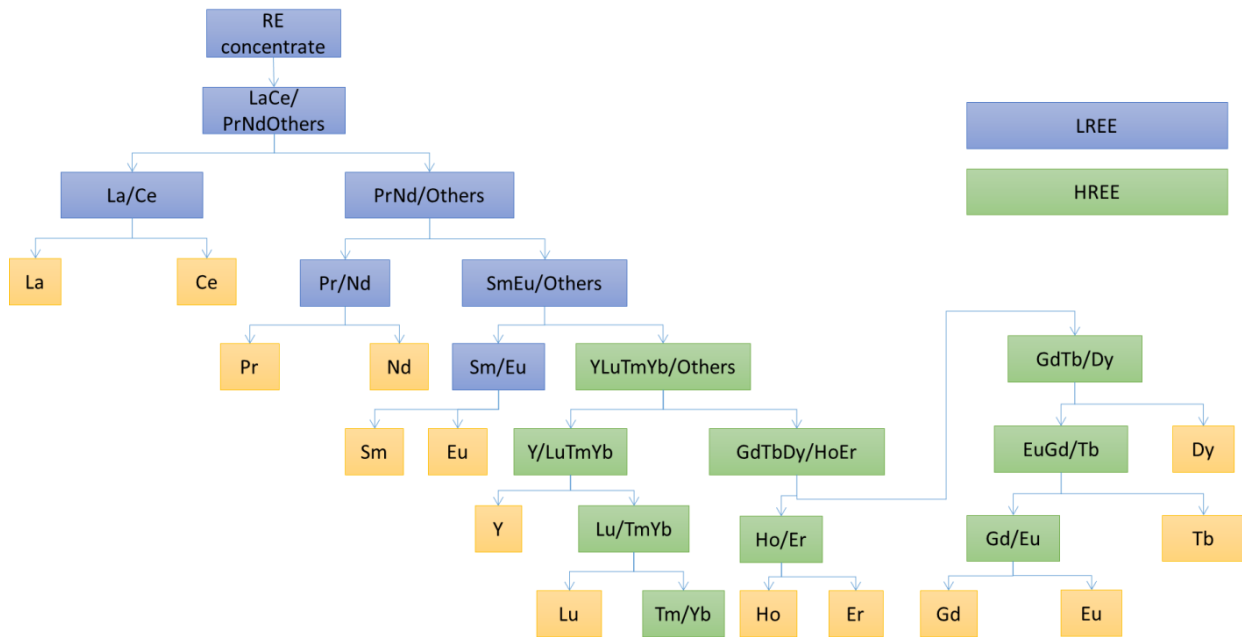 RE
concentrate
LaCe/
PrNdOthers
LREE
HREE
La/Ce
PrNd/Others
La
Ce
Pr/Nd
SmEu/Others
Pr
Nd
Sm/Eu
YLuTmYb/Others
GdTb/Dy
Sm
Eu
Y/LuTmYb
GdTbDy/HoEr
EuGd/Tb
Dy
Y
Lu/TmYb
Ho/Er
Gd/Eu
Tb
Lu
Tm/Yb
Ho
Er
Gd
Eu